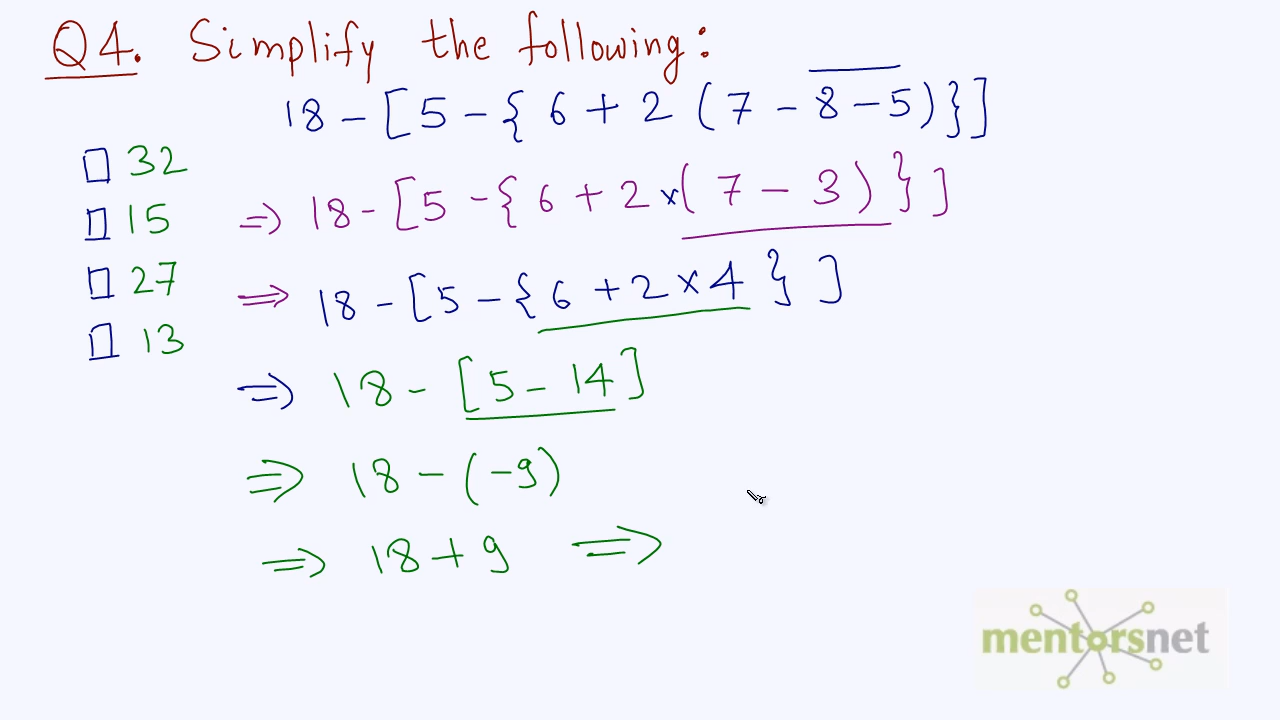 Q4. Simplify the following:
18 - [5 - { 6 + 2 ( 7 - 8̅ ̅-̅ ̅5̅ ) } ]
□ 32
□ 15
□ 27
□ 13
⇒ 18 - [5 - { 6 + 2 × ( 7 - 3 ) } ]
⇒ 18 - [5 - { 6 + 2 × 4 } ]
⇒ 18 - [5 - 14]
⇒ 18 - (-9)
⇒ 18 + 9 ⇒
mentorsnet